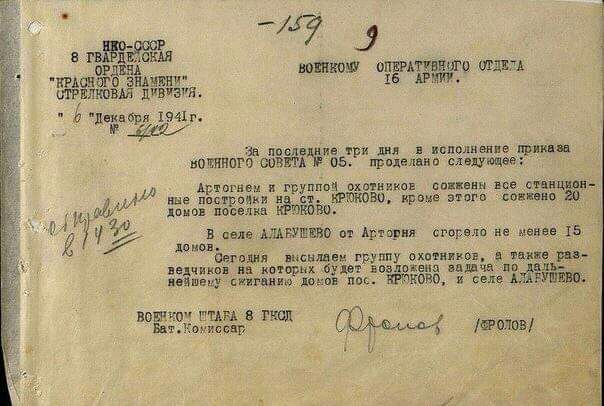 -159
9
НКО-СССР
8 ГВАРДЕЙСКАЯ
ОРДЕНА
"КРАСНОГО ЗНАМЕНИ"
СТРЕЛКОВАЯ ДИВИЗИЯ.
" 6 "Декабря 1941г.
№
ВОЕНКОМУ ОПЕРАТИВНОГО ОТДЕЛА
16 АРМИИ.
За последние три дня в исполнение приказа
ВОЕННОГО СОВЕТА № 05. проделано следующее:
Артогнем и группой охотников сожжены все станцион-
ные постройки на ст. КРЮКОВО, кроме этого сожжено 20
домов поселка КРЮКОВО.
В селе АЛАБУШЕВО от Артогня сгорело не менее 15
домов.
Сегодня высылаем группу охотников, а также раз-
ведчиков на которых будет возложена задача по даль-
нейшему сжиганию домов пос. КРЮКОВО, и селе АЛАБУШЕВО.
ВОЕНКОМ ШТАБА 8 ГКСД
Бат.Комиссар
Фролов
/ФРОЛОВ/